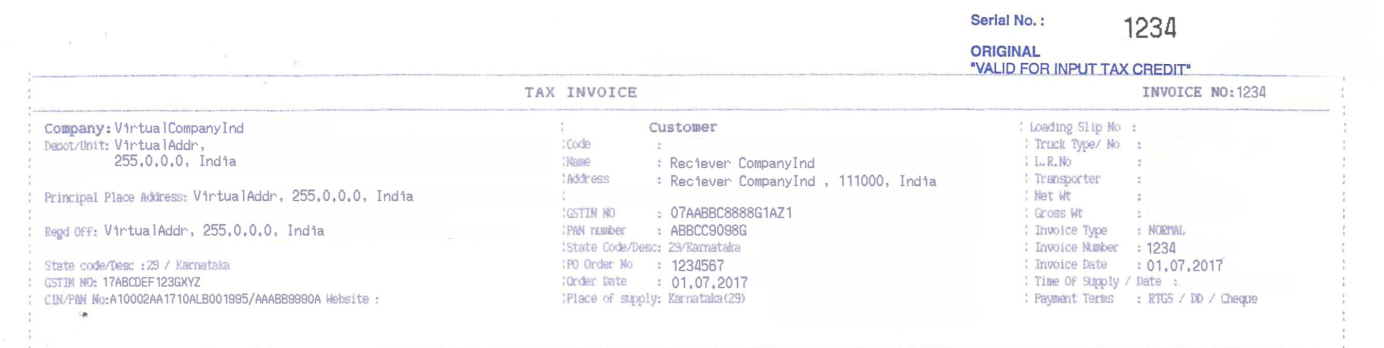 Serial No. : 1234
ORIGINAL
"VALID FOR INPUT TAX CREDIT"
TAX INVOICE INVOICE NO:1234
Company: VirtualCompanyInd
Depot/Unit: VirtualAddr,
255,0,0,0, India
Principal Place Address: VirtualAddr, 255,0,0,0, India
Regd Off: VirtualAddr, 255,0,0,0, India
State code/Desc :29 / Karnataka
GSTIN NO: 17ABCDEF123GXYZ
CIN/PAN No:A10002AA1710ALB001995/AAABB9990A Website :
Customer
Code :
Name : Reciever CompanyInd
Address : Reciever CompanyInd , 111000, India
GSTIN NO : 07AABBC8888G1AZ1
PAN number : ABBCC9098G
State Code/Desc: 29/Karnataka
PO Order No : 1234567
Order Date : 01,07,2017
Place of supply: Karnataka(29)
Loading Slip No :
Truck Type/ No :
L.R.No :
Transporter :
Net Wt :
Gross Wt :
Invoice Type : NORMAL
Invoice Number : 1234
Invoice Date : 01,07,2017
Time Of Supply / Date :
Payment Terms : RTGS / DD / Cheque